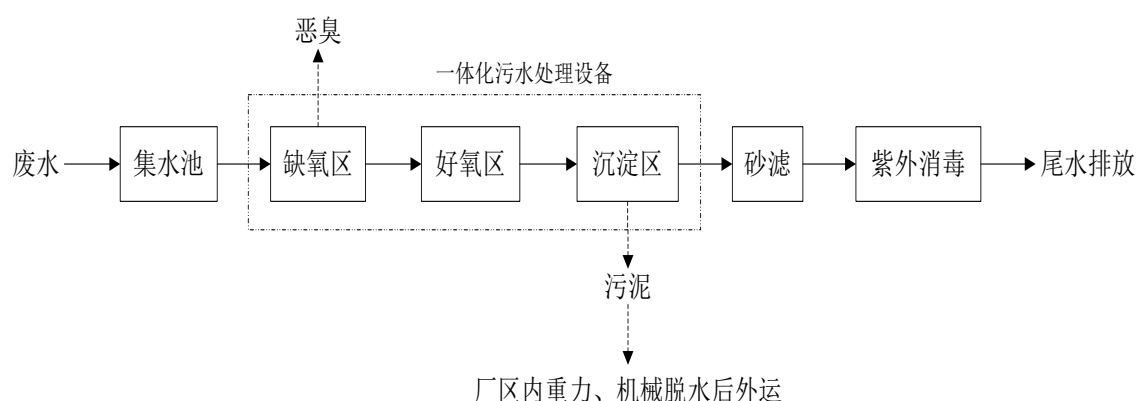 恶臭
一体化污水处理设备
废水
集水池
缺氧区
好氧区
沉淀区
砂滤
紫外消毒
尾水排放
污泥
厂区内重力、机械脱水后外运